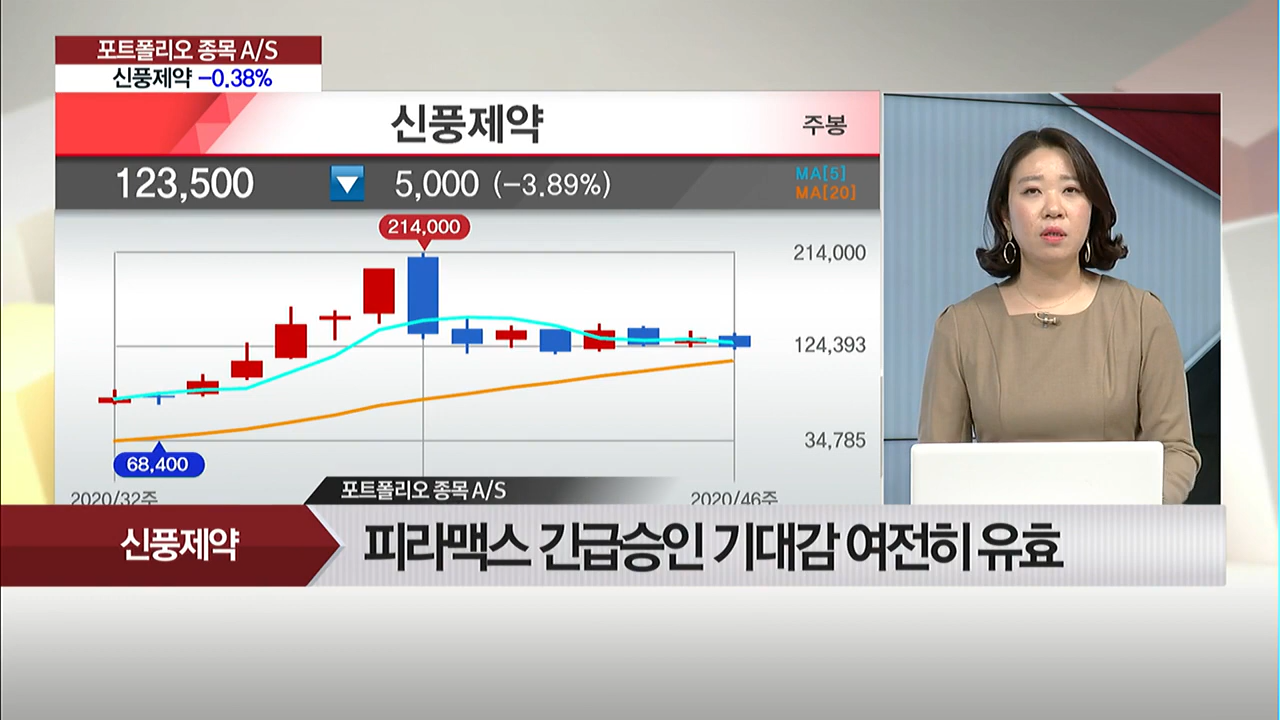 포트폴리오 종목 A/S
신풍제약 -0.38%
신풍제약
주봉
123,500 ▼ 5,000 (-3.89%)
MA[5]
MA[20]
214,000
214,000
124,393
34,785
68,400
2020/32주
2020/46주
포트폴리오 종목 A/S
신풍제약
피라맥스 긴급승인 기대감 여전히 유효